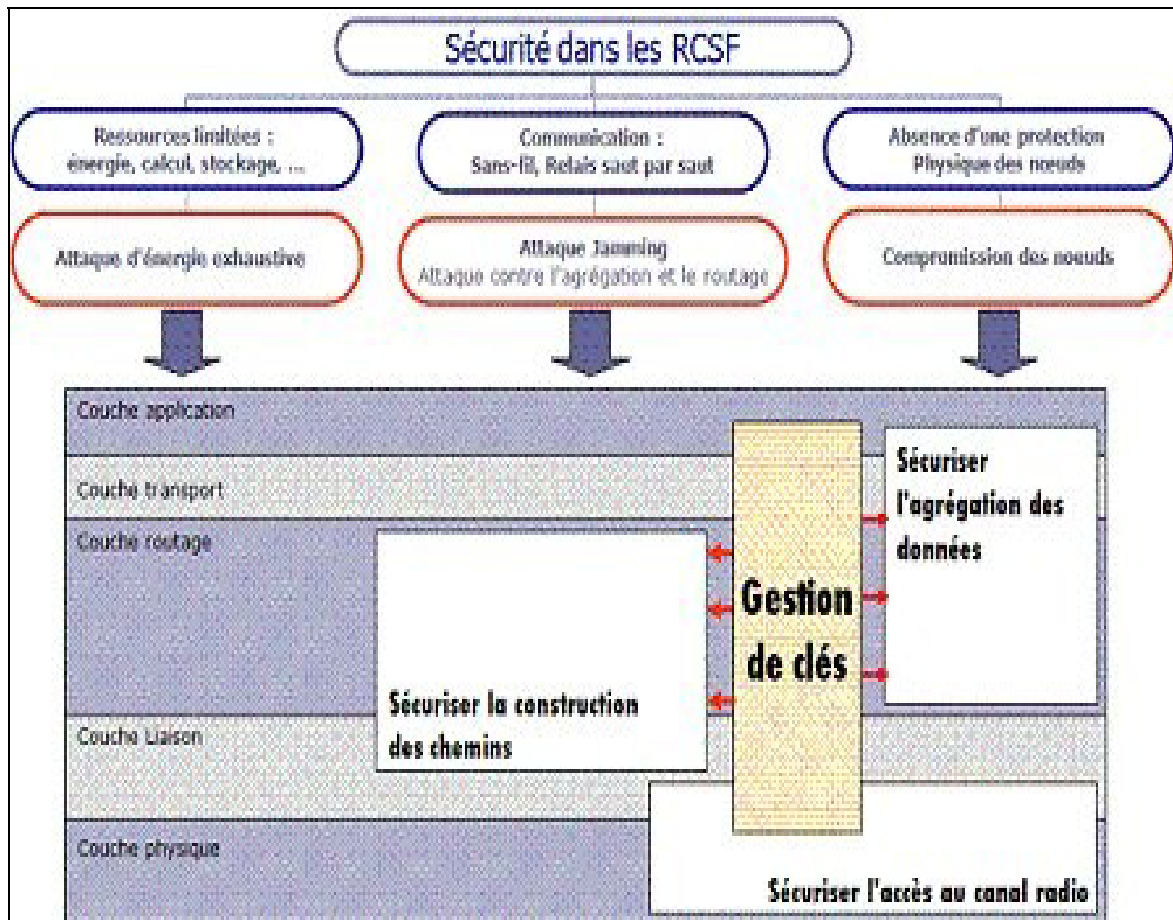 Sécurité dans les RCSF
Ressources limitées :
énergie, calcul, stockage, ...
Communication :
Sans-fil, Relais saut par saut
Absence d'une protection
Physique des nœuds
Attaque d'énergie exhaustive
Attaque Jamming
Attaque contre l'agrégation et le routage
Compromission des noeuds
Couche application
Couche transport
Couche routage
Couche Liaison
Couche physique
Sécuriser la construction
des chemins
Gestion
de clés
Sécuriser
l'agrégation des
données
Sécuriser l'accès au canal radio